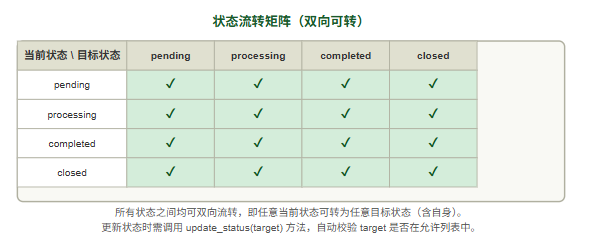 状态流转矩阵（双向可转）
当前状态 \ 目标状态 pending processing completed closed
pending ✓ ✓ ✓ ✓
processing ✓ ✓ ✓ ✓
completed ✓ ✓ ✓ ✓
closed ✓ ✓ ✓ ✓
所有状态之间均可双向流转，即任意当前状态可转为任意目标状态（含自身）。
更新状态时需调用 update_status(target) 方法，自动校验 target 是否在允许列表中。